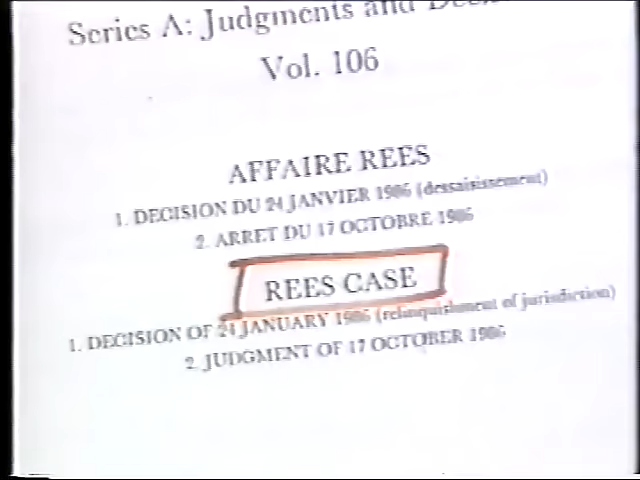 Series A: Judgments and
Vol. 106
AFFAIRE REES
1. DECISION DU 24 JANVIER 1986 (dessaisissement)
2. ARRET DU 17 OCTOBRE 1986
REES CASE
1. DECISION OF 24 JANUARY 1986 (relinquishment of jurisdiction)
2. JUDGMENT OF 17 OCTOBER 1986